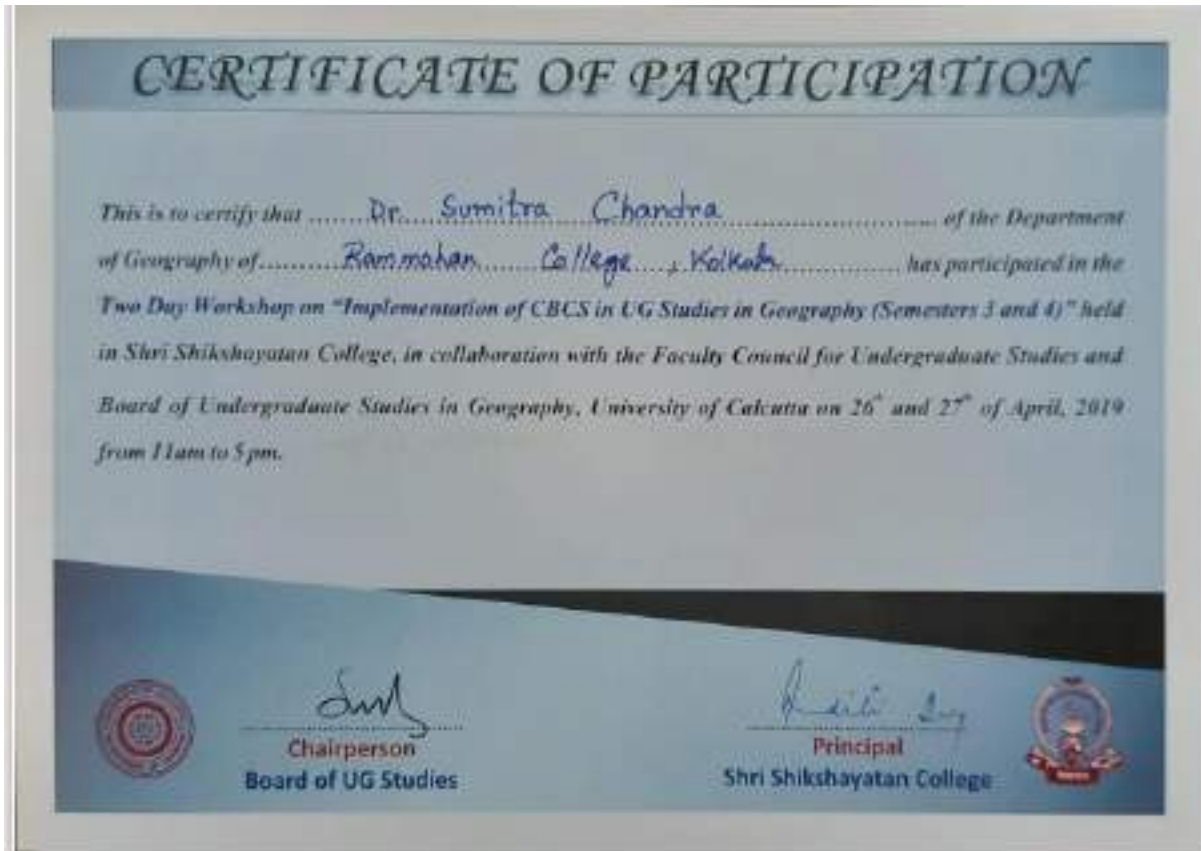 CERTIFICATE OF PARTICIPATION
This is to certify that ....... Dr. Sumitra Chandra ....... of the Department
of Geography of ....... Rammohan College, Kolkata ....... has participated in the
Two Day Workshop on "Implementation of CBCS in UG Studies in Geography (Semesters 3 and 4)" held
in Shri Shikshayatan College, in collaboration with the Faculty Council for Undergraduate Studies and
Board of Undergraduate Studies in Geography, University of Calcutta on 26th and 27th of April, 2019
from 11am to 5 pm.
Chairperson
Board of UG Studies
Principal
Shri Shikshayatan College